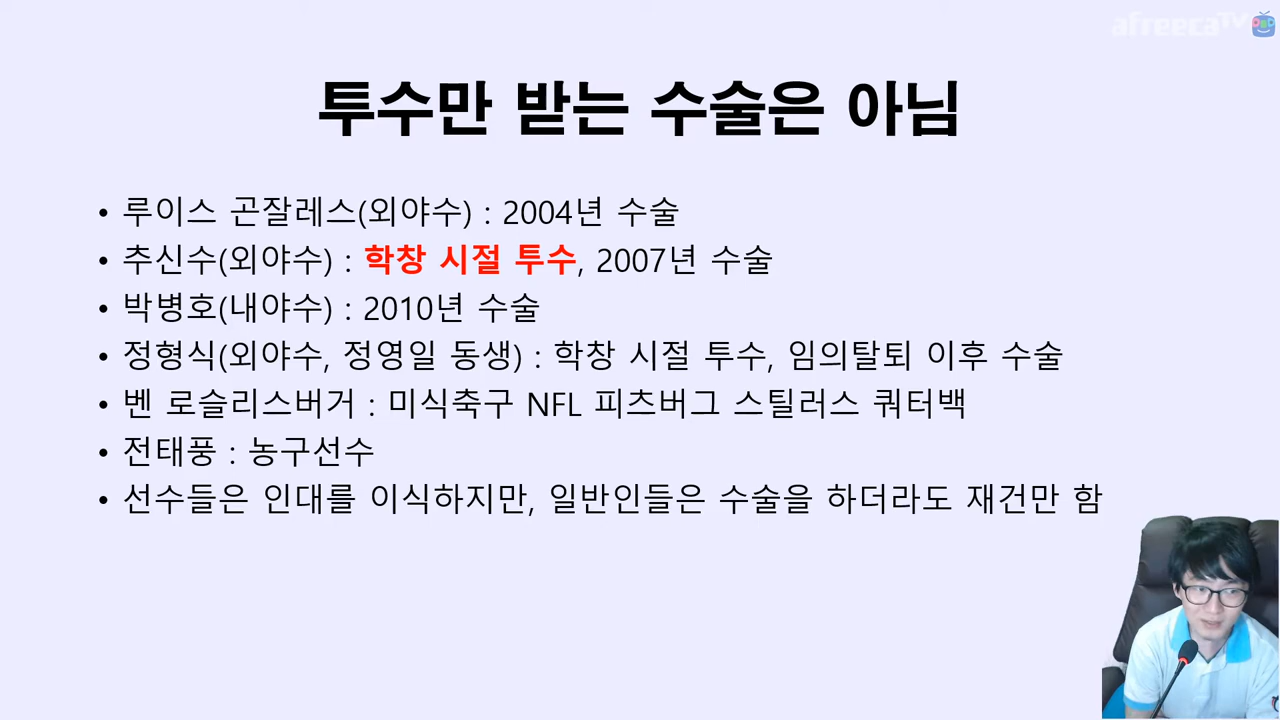 afreecaTV
투수만 받는 수술은 아님
• 루이스 곤잘레스(외야수) : 2004년 수술
• 추신수(외야수) : 학창 시절 투수, 2007년 수술
• 박병호(내야수) : 2010년 수술
• 정형식(외야수, 정영일 동생) : 학창 시절 투수, 임의탈퇴 이후 수술
• 벤 로슬리스버거 : 미식축구 NFL 피츠버그 스틸러스 쿼터백
• 전태풍 : 농구선수
• 선수들은 인대를 이식하지만, 일반인들은 수술을 하더라도 재건만 함